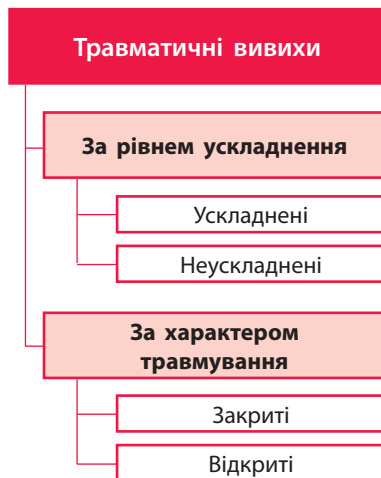 Травматичні вивихи
За рівнем ускладнення
Ускладнені
Неускладнені
За характером
травмування
Закриті
Відкриті